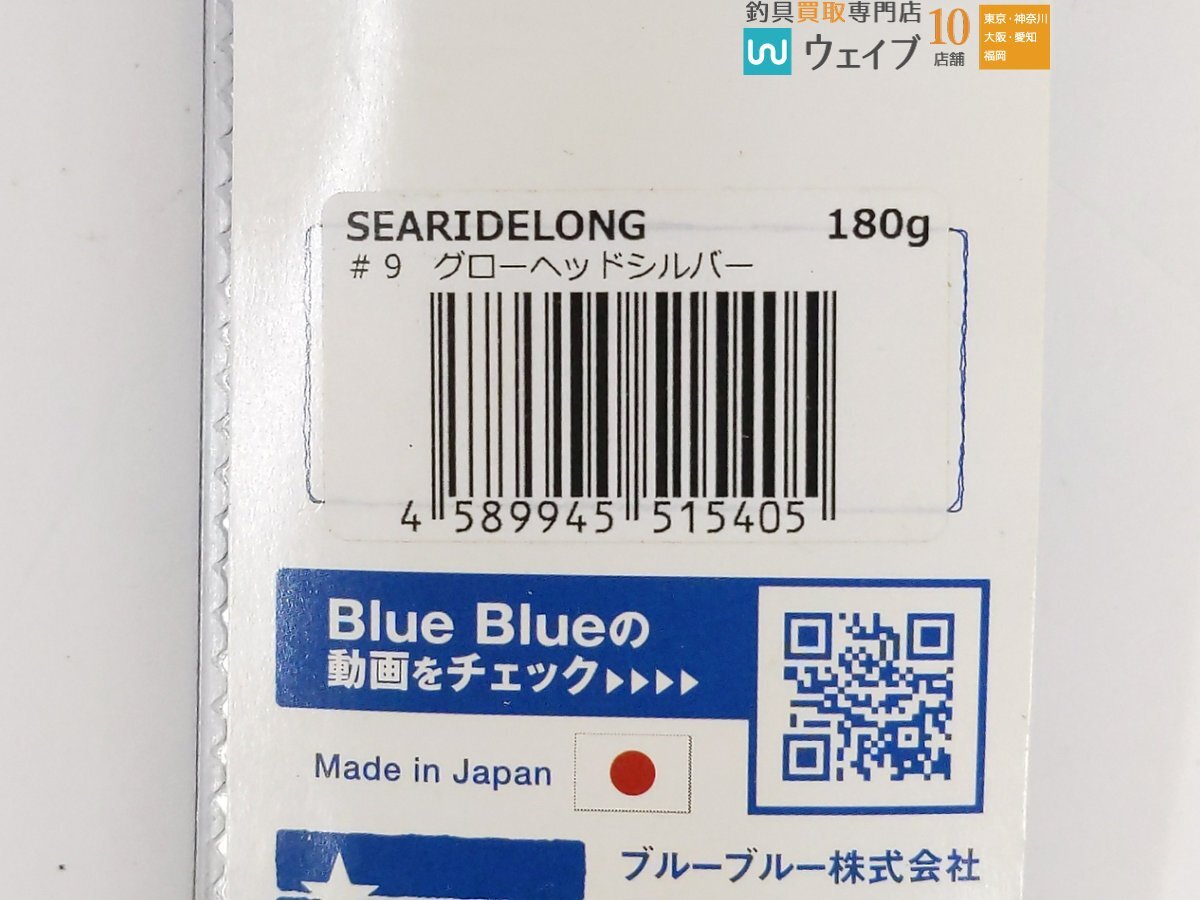 釣具買取専門店
ウェイブ
10
店舗
東京・神奈川
大阪・愛知
福岡
SEARIDELONG 180g
#9 グローヘッドシルバー
4 589945 515405
Blue Blueの
動画をチェック
Made in Japan
ブルーブルー株式会社